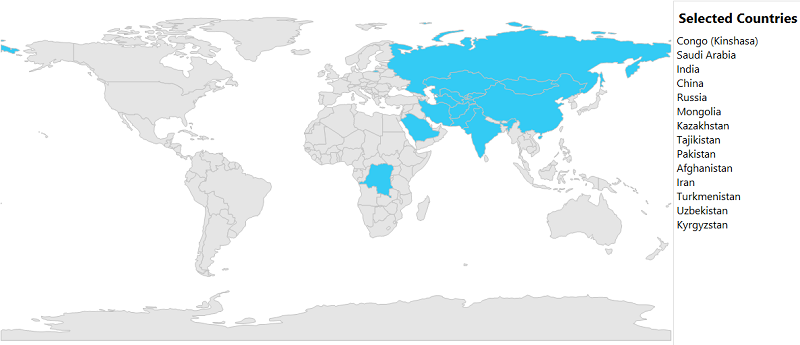 Selected Countries
Congo (Kinshasa)
Saudi Arabia
India
China
Russia
Mongolia
Kazakhstan
Tajikistan
Pakistan
Afghanistan
Iran
Turkmenistan
Uzbekistan
Kyrgyzstan